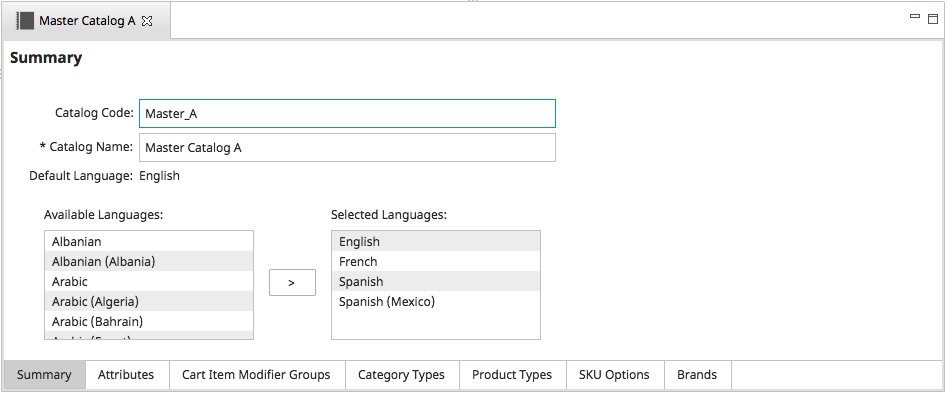 Master Catalog A
Summary
Catalog Code: Master_A
* Catalog Name: Master Catalog A
Default Language: English
Available Languages:
Albanian
Albanian (Albania)
Arabic
Arabic (Algeria)
Arabic (Bahrain)
>
Selected Languages:
English
French
Spanish
Spanish (Mexico)
Summary Attributes Cart Item Modifier Groups Category Types Product Types SKU Options Brands